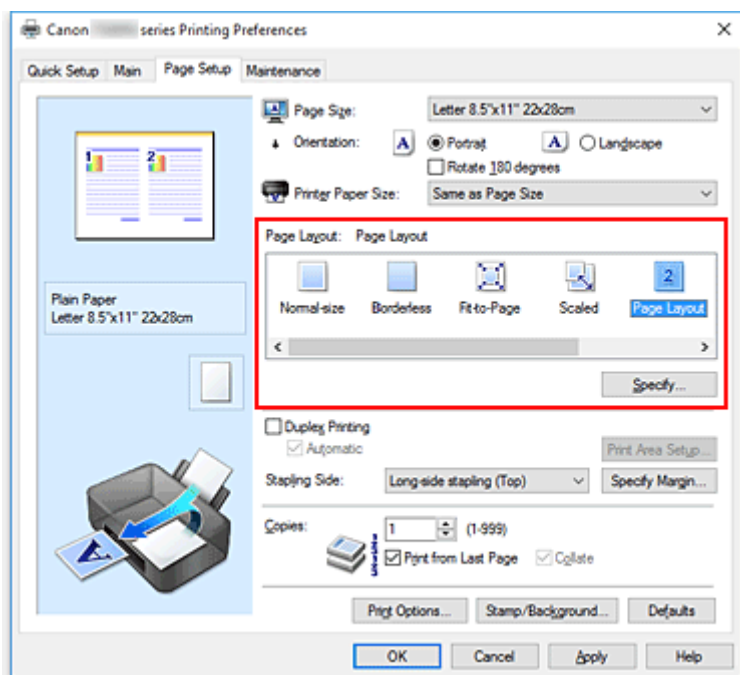 Canon series Printing Preferences
Quick Setup Main Page Setup Maintenance
1 2
Page Size: Letter 8.5"x11" 22x28cm
Orientation: A Portrait A Landscape
Rotate 180 degrees
Printer Paper Size: Same as Page Size
Page Layout: Page Layout
2
Normal-size Borderless Fit-to-Page Scaled Page Layout
Plain Paper
Letter 8.5"x11" 22x28cm
Specify...
Duplex Printing
Automatic
Print Area Setup...
Stapling Side: Long-side stapling (Top) Specify Margin...
Copies: 1 (1-999)
Print from Last Page Collate
A
Print Options... Stamp/Background... Defaults
OK Cancel Apply Help